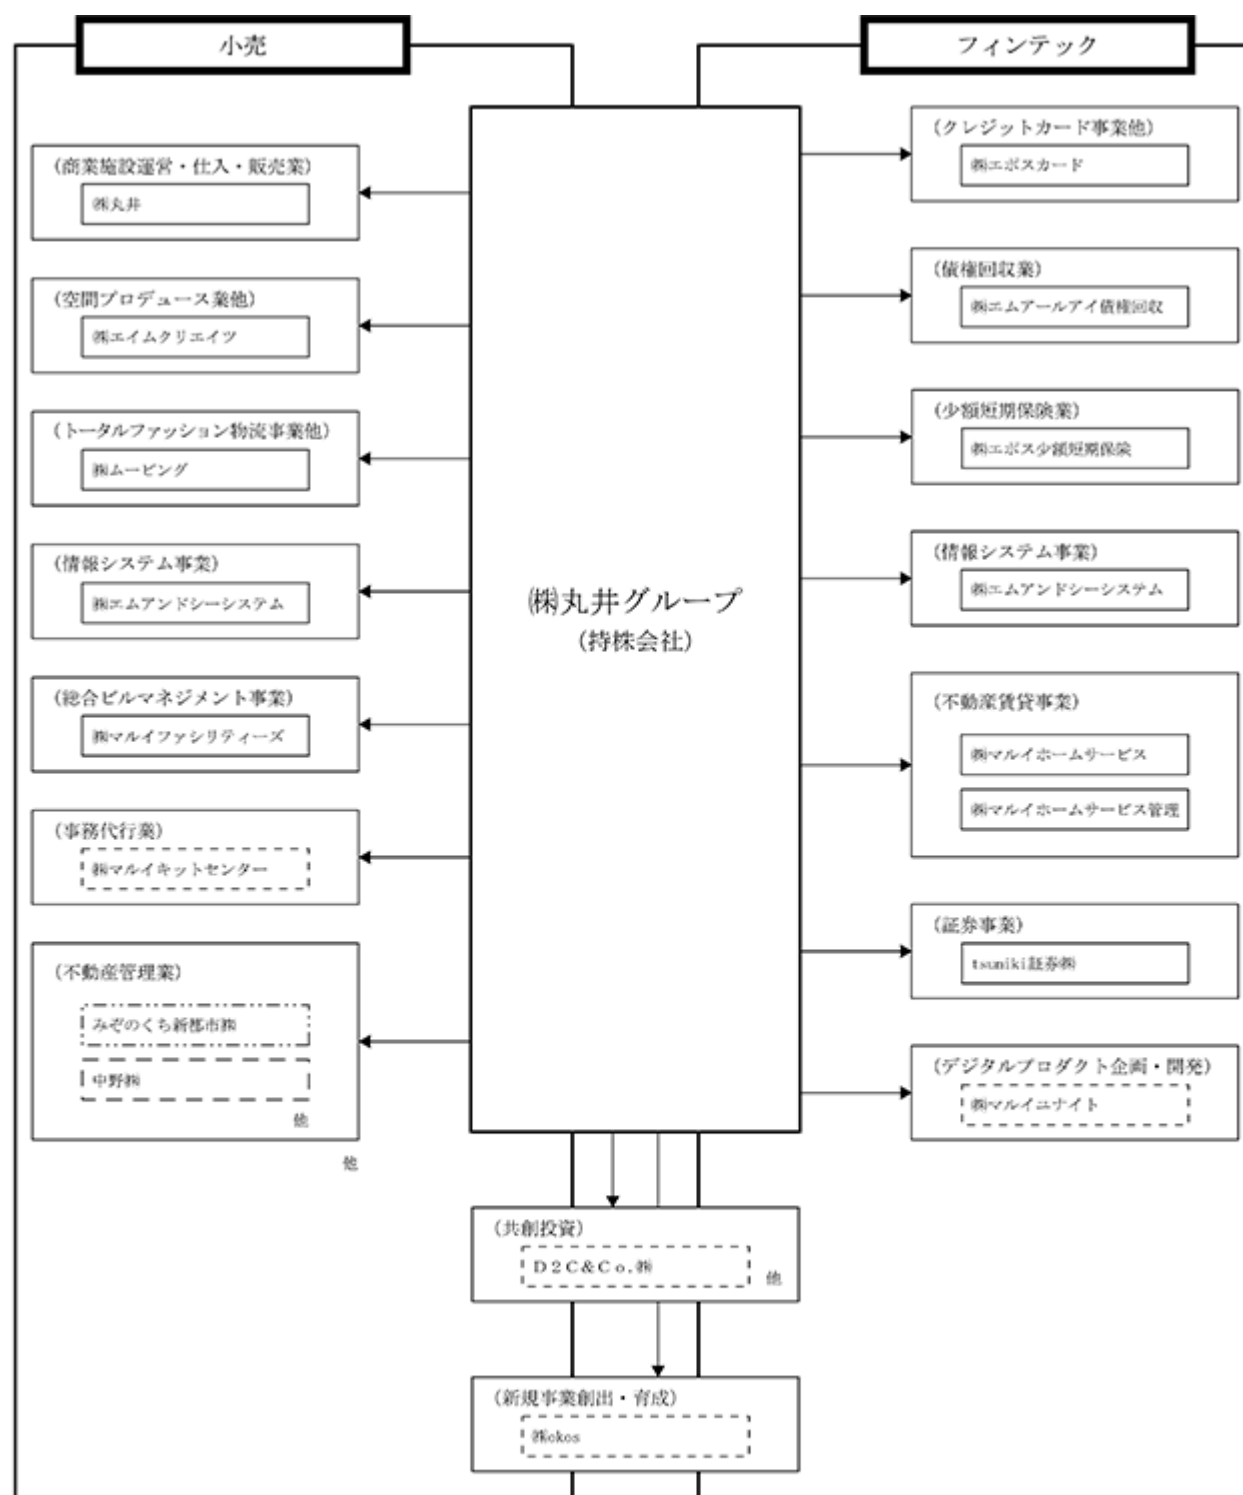 小売
(商業施設運営・仕入・販売業)
㈱丸井
(空間プロデュース業他)
㈱エイムクリエイツ
(トータルファッション物流事業他)
㈱ムービング
(情報システム事業)
㈱エムアンドシーシステム
(総合ビルマネジメント事業)
㈱マルイファシリティーズ
(事務代行業)
㈱マルイキットセンター
(不動産管理業)
みぞのくち新都市㈱
中野㈱
他
他
㈱丸井グループ
(持株会社)
(共創投資)
D2C&Co.㈱
他
(新規事業創出・育成)
㈱okos
フィンテック
(クレジットカード事業他)
㈱エポスカード
(債権回収業)
㈱エムアールアイ債権回収
(少額短期保険業)
㈱エポス少額短期保険
(情報システム事業)
㈱エムアンドシーシステム
(不動産賃貸事業)
㈱マルイホームサービス
㈱マルイホームサービス管理
(証券事業)
tsumiki証券㈱
(デジタルプロダクト企画・開発)
㈱マルイユナイト